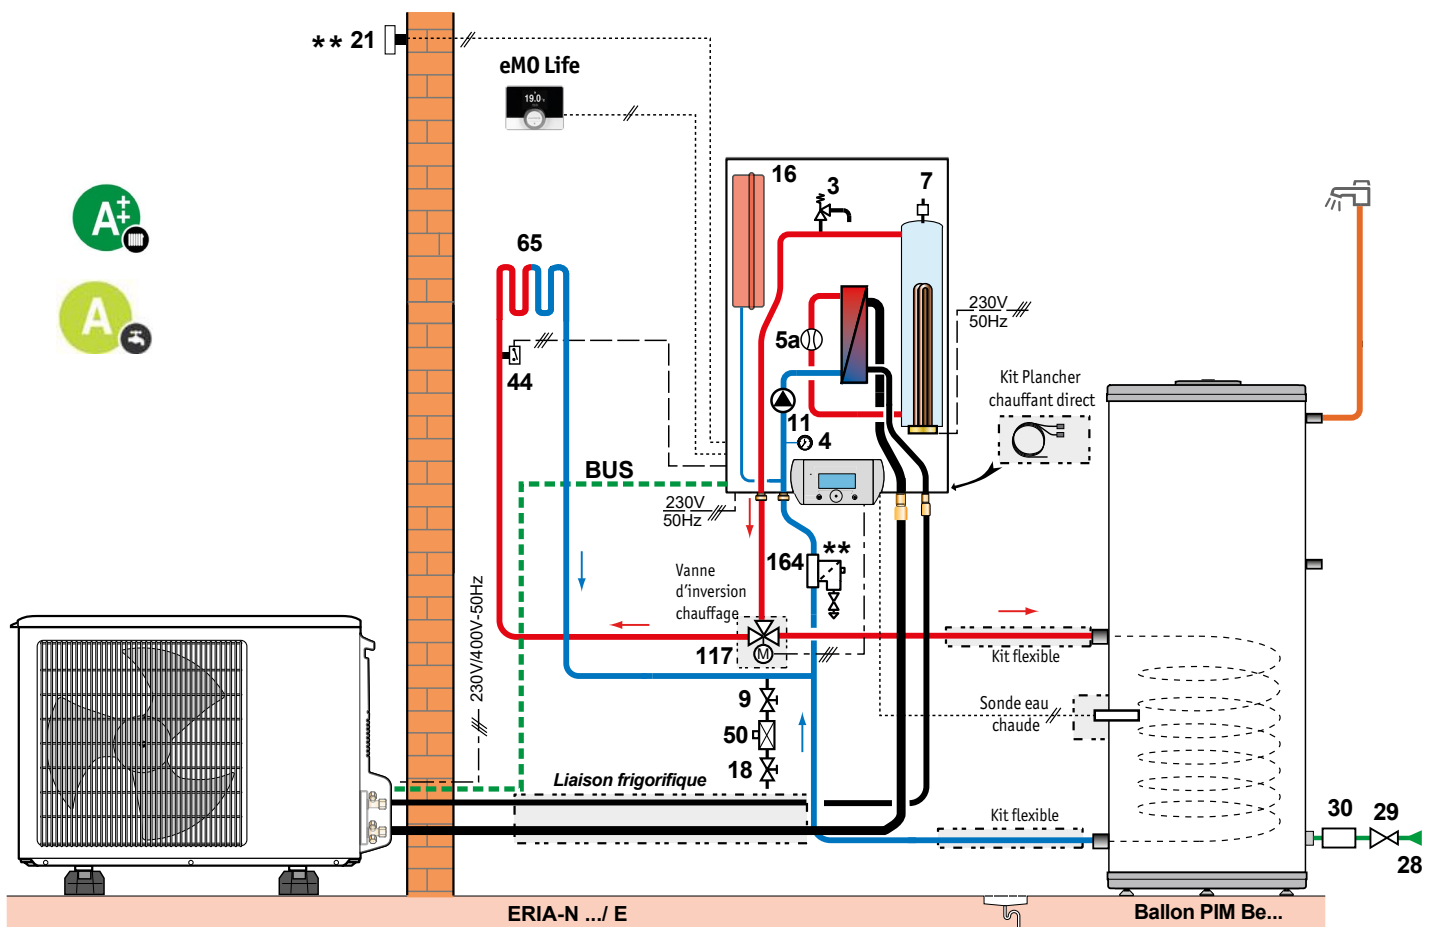 ** 21
eMO Life
19.0
A‡
A
16
3
7
65
230V
50Hz
5a
44
Kit Plancher
chauffant direct
11
4
BUS
230V
50Hz
164
**
Vanne
d'inversion
chauffage
230V/400V-50Hz
117
M
Kit flexible
9
Sonde eau
chaude
50
18
Liaison frigorifique
Kit flexible
30
29
28
ERIA-N .../ E
Ballon PIM Be...